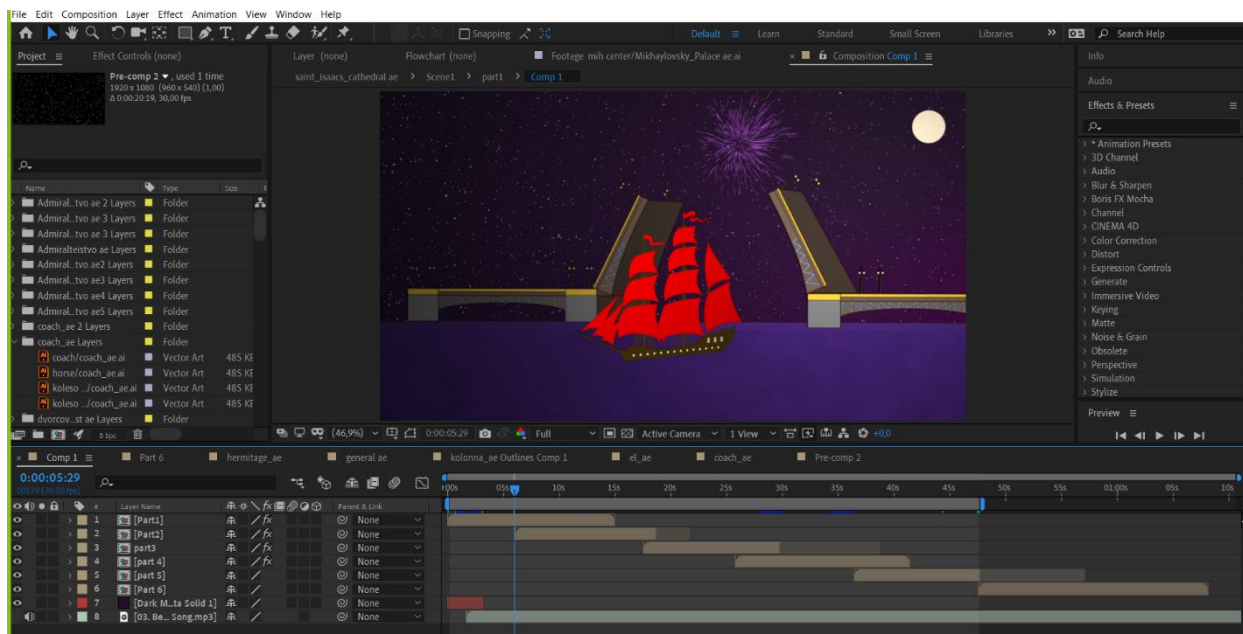 File Edit Composition Layer Effect Animation View Window Help
Snapping Default Learn Standard Small Screen Libraries Search Help
Project Effect Controls (none) Layer (none) Flowchart (none) Footage mih center/Mikhaylovsky_Palace ae.ai Composition Comp 1 Info
Pre-comp 2 , used 1 time saint_isaacs_cathedral ae Scene1 part1 Comp 1
1920 x 1080 (960 x 540) (1,00) Audio
Δ 0:00:20:19, 30,00 fps
Effects & Presets
* Animation Presets
3D Channel
Audio
Blur & Sharpen
Boris FX Mocha
Channel
CINEMA 4D
Color Correction
Distort
Expression Controls
Generate
Immersive Video
Keying
Matte
Noise & Grain
Obsolete
Perspective
Simulation
Stylize
Preview
Name Type Size F
Admiral...tvo ae 2 Layers Folder
Admiral...tvo ae 3 Layers Folder
Admiral...tvo ae 3 Layers Folder
Admiralteistvo ae Layers Folder
Admiral...tvo ae2 Layers Folder
Admiral...tvo ae3 Layers Folder
Admiral...tvo ae4 Layers Folder
Admiral...tvo ae5 Layers Folder
coach_ae 2 Layers Folder
coach_ae Layers Folder
coach/coach_ae.ai Vector Art 485 KE
horse/coach_ae.ai Vector Art 485 KE
koleso .../coach_ae.ai Vector Art 485 KE
koleso .../coach_ae.ai Vector Art 485 KE
dvorcov...st ae Layers Folder
8 bpc (46,9%) 0:00:05:29 Full Active Camera 1 View +0,0
Comp 1 Part 6 hermitage_ae general ae kolonna_ae Outlines Comp 1 el_ae coach_ae Pre-comp 2
0:00:05:29
00179 (30.00 fps)
:00s 05s 10s 15s 20s 25s 30s 35s 40s 45s 50s 55s 01:00s 05s 10s
# Layer Name fx Parent & Link
1 [Part1] fx None
2 [Part2] fx None
3 part3 fx None
4 [part 4] fx None
5 [part 5] None
6 [Part 6] None
7 [Dark M...ta Solid 1] None
8 [03. Be... Song.mp3] None